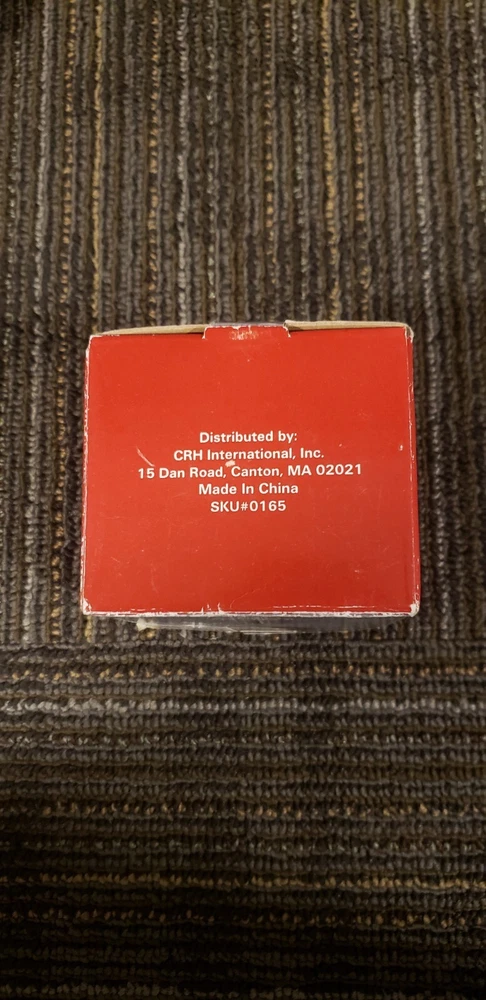 Distributed by:
CRH International, Inc.
15 Dan Road, Canton, MA 02021
Made In China
SKU#0165